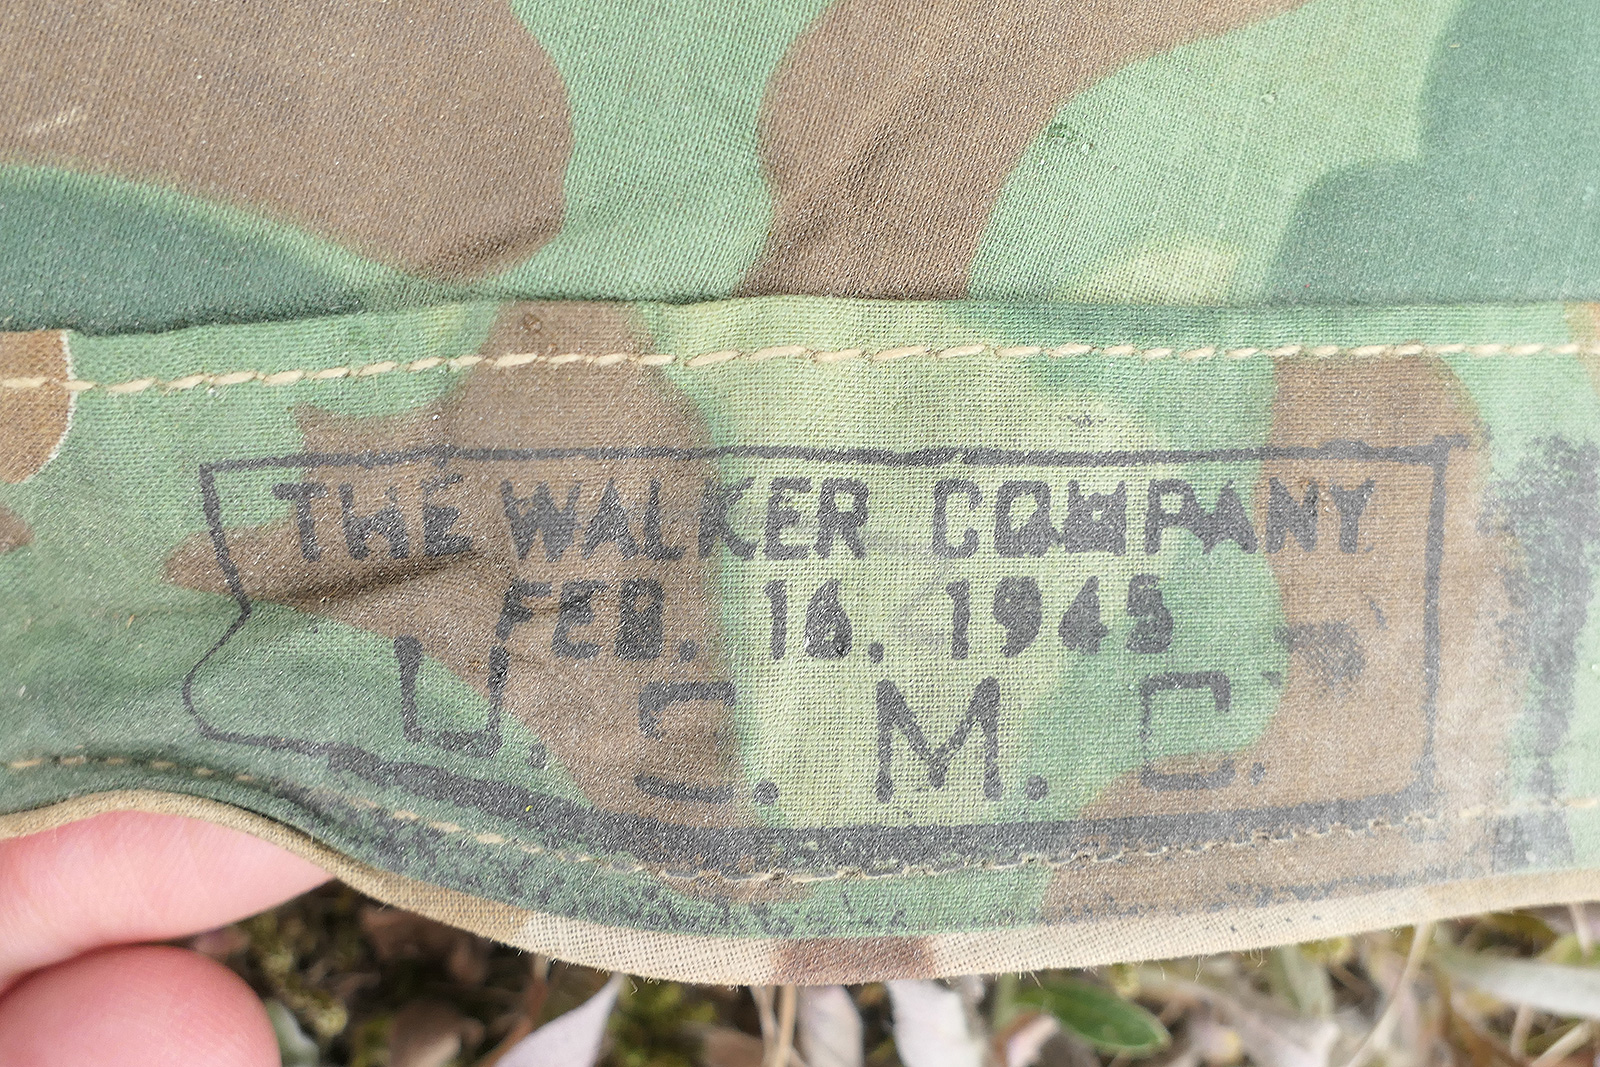 THE WALKER COMPANY
FEB. 16. 1945
U.S.M.C.